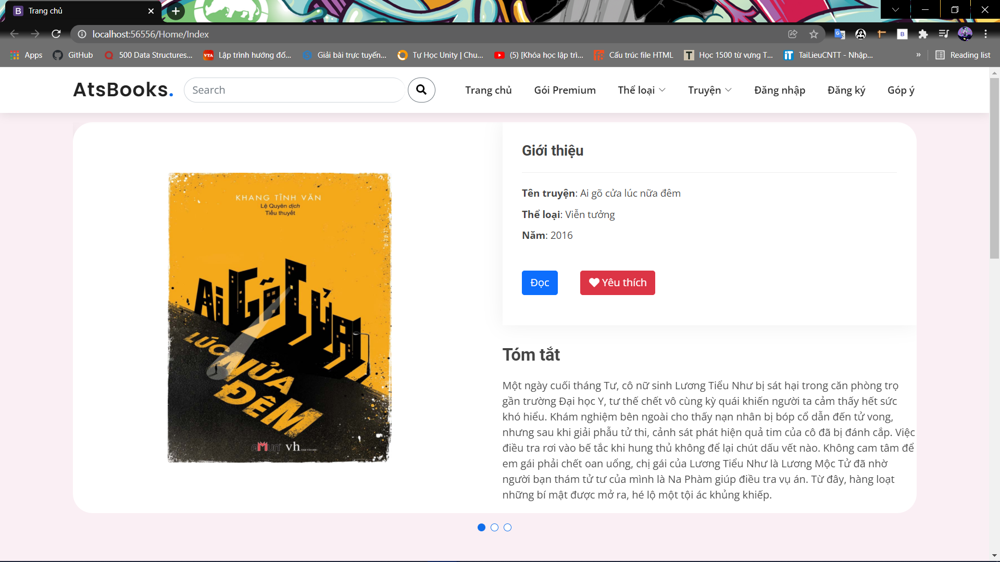 Trang chủ
localhost:56556/Home/Index
Apps
GitHub
500 Data Structures...
Lập trình hướng đố...
Giải bài trực tuyến...
Tự Học Unity | Chu...
(5) [Khóa học lập trì...
Cấu trúc file HTML
Học 1500 từ vựng T...
TaiLieuCNTT - Nhập...
»
Reading list
AtsBooks.
Search
Trang chủ
Gói Premium
Thể loại
Truyện
Đăng nhập
Đăng ký
Góp ý
KHANG TĨNH VĂN
Lệ Quyên dịch
Tiểu thuyết
Ai GÕ CỬA
LÚC NỬA ĐÊM
AMUN vh
Giới thiệu
Tên truyện: Ai gõ cửa lúc nữa đêm
Thể loại: Viễn tưởng
Năm: 2016
Đọc
Yêu thích
Tóm tắt
Một ngày cuối tháng Tư, cô nữ sinh Lương Tiểu Như bị sát hại trong căn phòng trọ
gần trường Đại học Y, tư thế chết vô cùng kỳ quái khiến người ta cảm thấy hết sức
khó hiểu. Khám nghiệm bên ngoài cho thấy nạn nhân bị bóp cổ dẫn đến tử vong,
nhưng sau khi giải phẫu tử thi, cảnh sát phát hiện quả tim của cô đã bị đánh cắp. Việc
điều tra rơi vào bế tắc khi hung thủ không để lại chút dấu vết nào. Không cam tâm để
em gái phải chết oan uổng, chị gái của Lương Tiểu Như là Lương Mộc Tử đã nhờ
người bạn thám tử tư của mình là Na Phàm giúp điều tra vụ án. Từ đây, hàng loạt
những bí mật được mở ra, hé lộ một tội ác khủng khiếp.